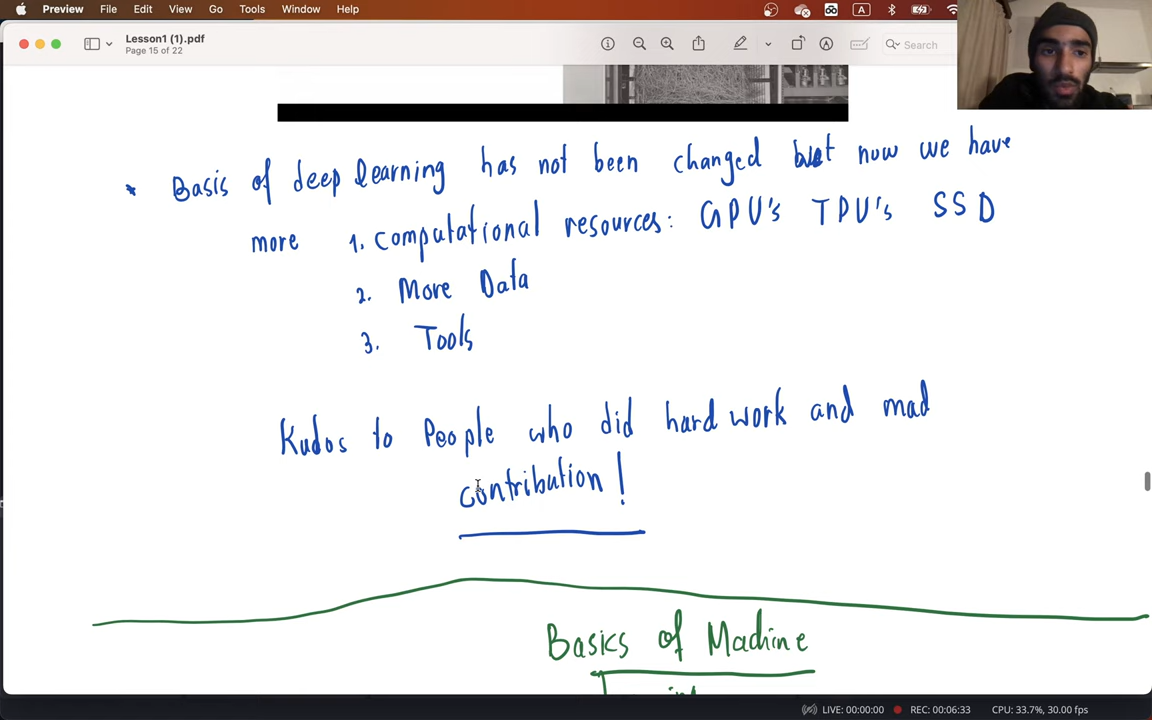 Preview File Edit View Go Tools Window Help
Lesson1 (1).pdf
Page 15 of 22
Search
* Basis of deep learning has not been changed but now we have
more 1. computational resources: GPU's TPU's SSD
2. More Data
3. Tools
Kudos to People who did hard work and mad
contribution!
Basics of Machine
LIVE: 00:00:00 REC: 00:06:33 CPU: 33.7%, 30.00 fps